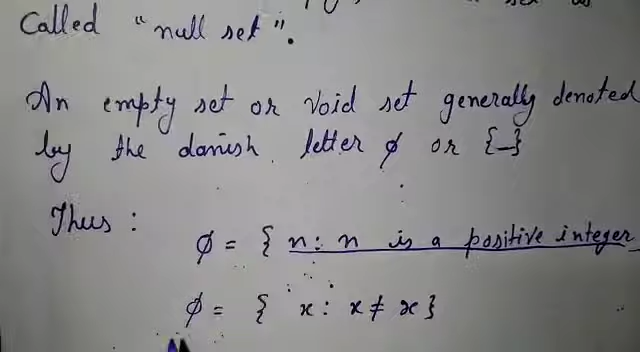 Called "null set".
An empty set or void set generally denoted
by the danish letter ∅ or {_}
Thus :
∅ = { n : n is a positive integer
∅ = { x : x ≠ x }